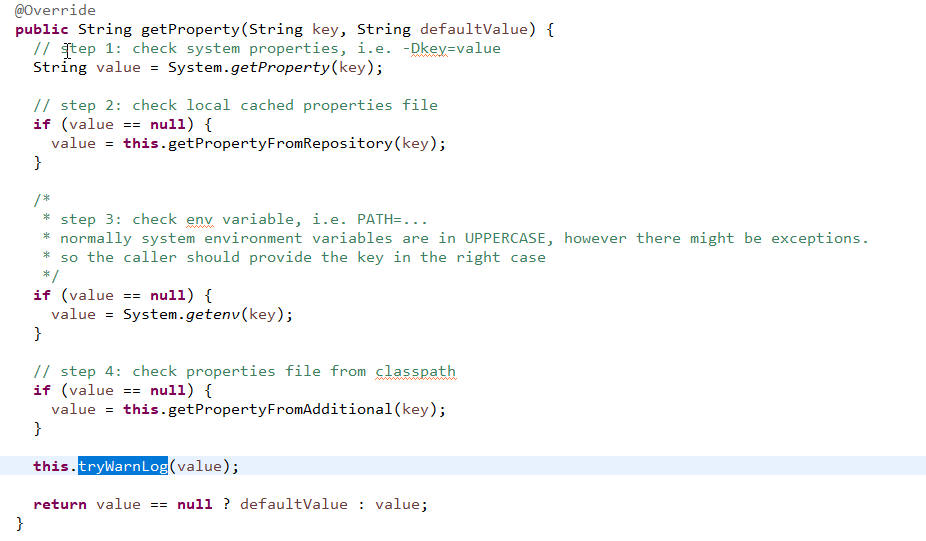 @Override
public String getProperty(String key, String defaultValue) {
// step 1: check system properties, i.e. -Dkey=value
String value = System.getProperty(key);
// step 2: check local cached properties file
if (value == null) {
value = this.getPropertyFromRepository(key);
}
/*
* step 3: check env variable, i.e. PATH=...
* normally system environment variables are in UPPERCASE, however there might be exceptions.
* so the caller should provide the key in the right case
*/
if (value == null) {
value = System.getenv(key);
}
// step 4: check properties file from classpath
if (value == null) {
value = this.getPropertyFromAdditional(key);
}
this.tryWarnLog(value);
return value == null ? defaultValue : value;
}